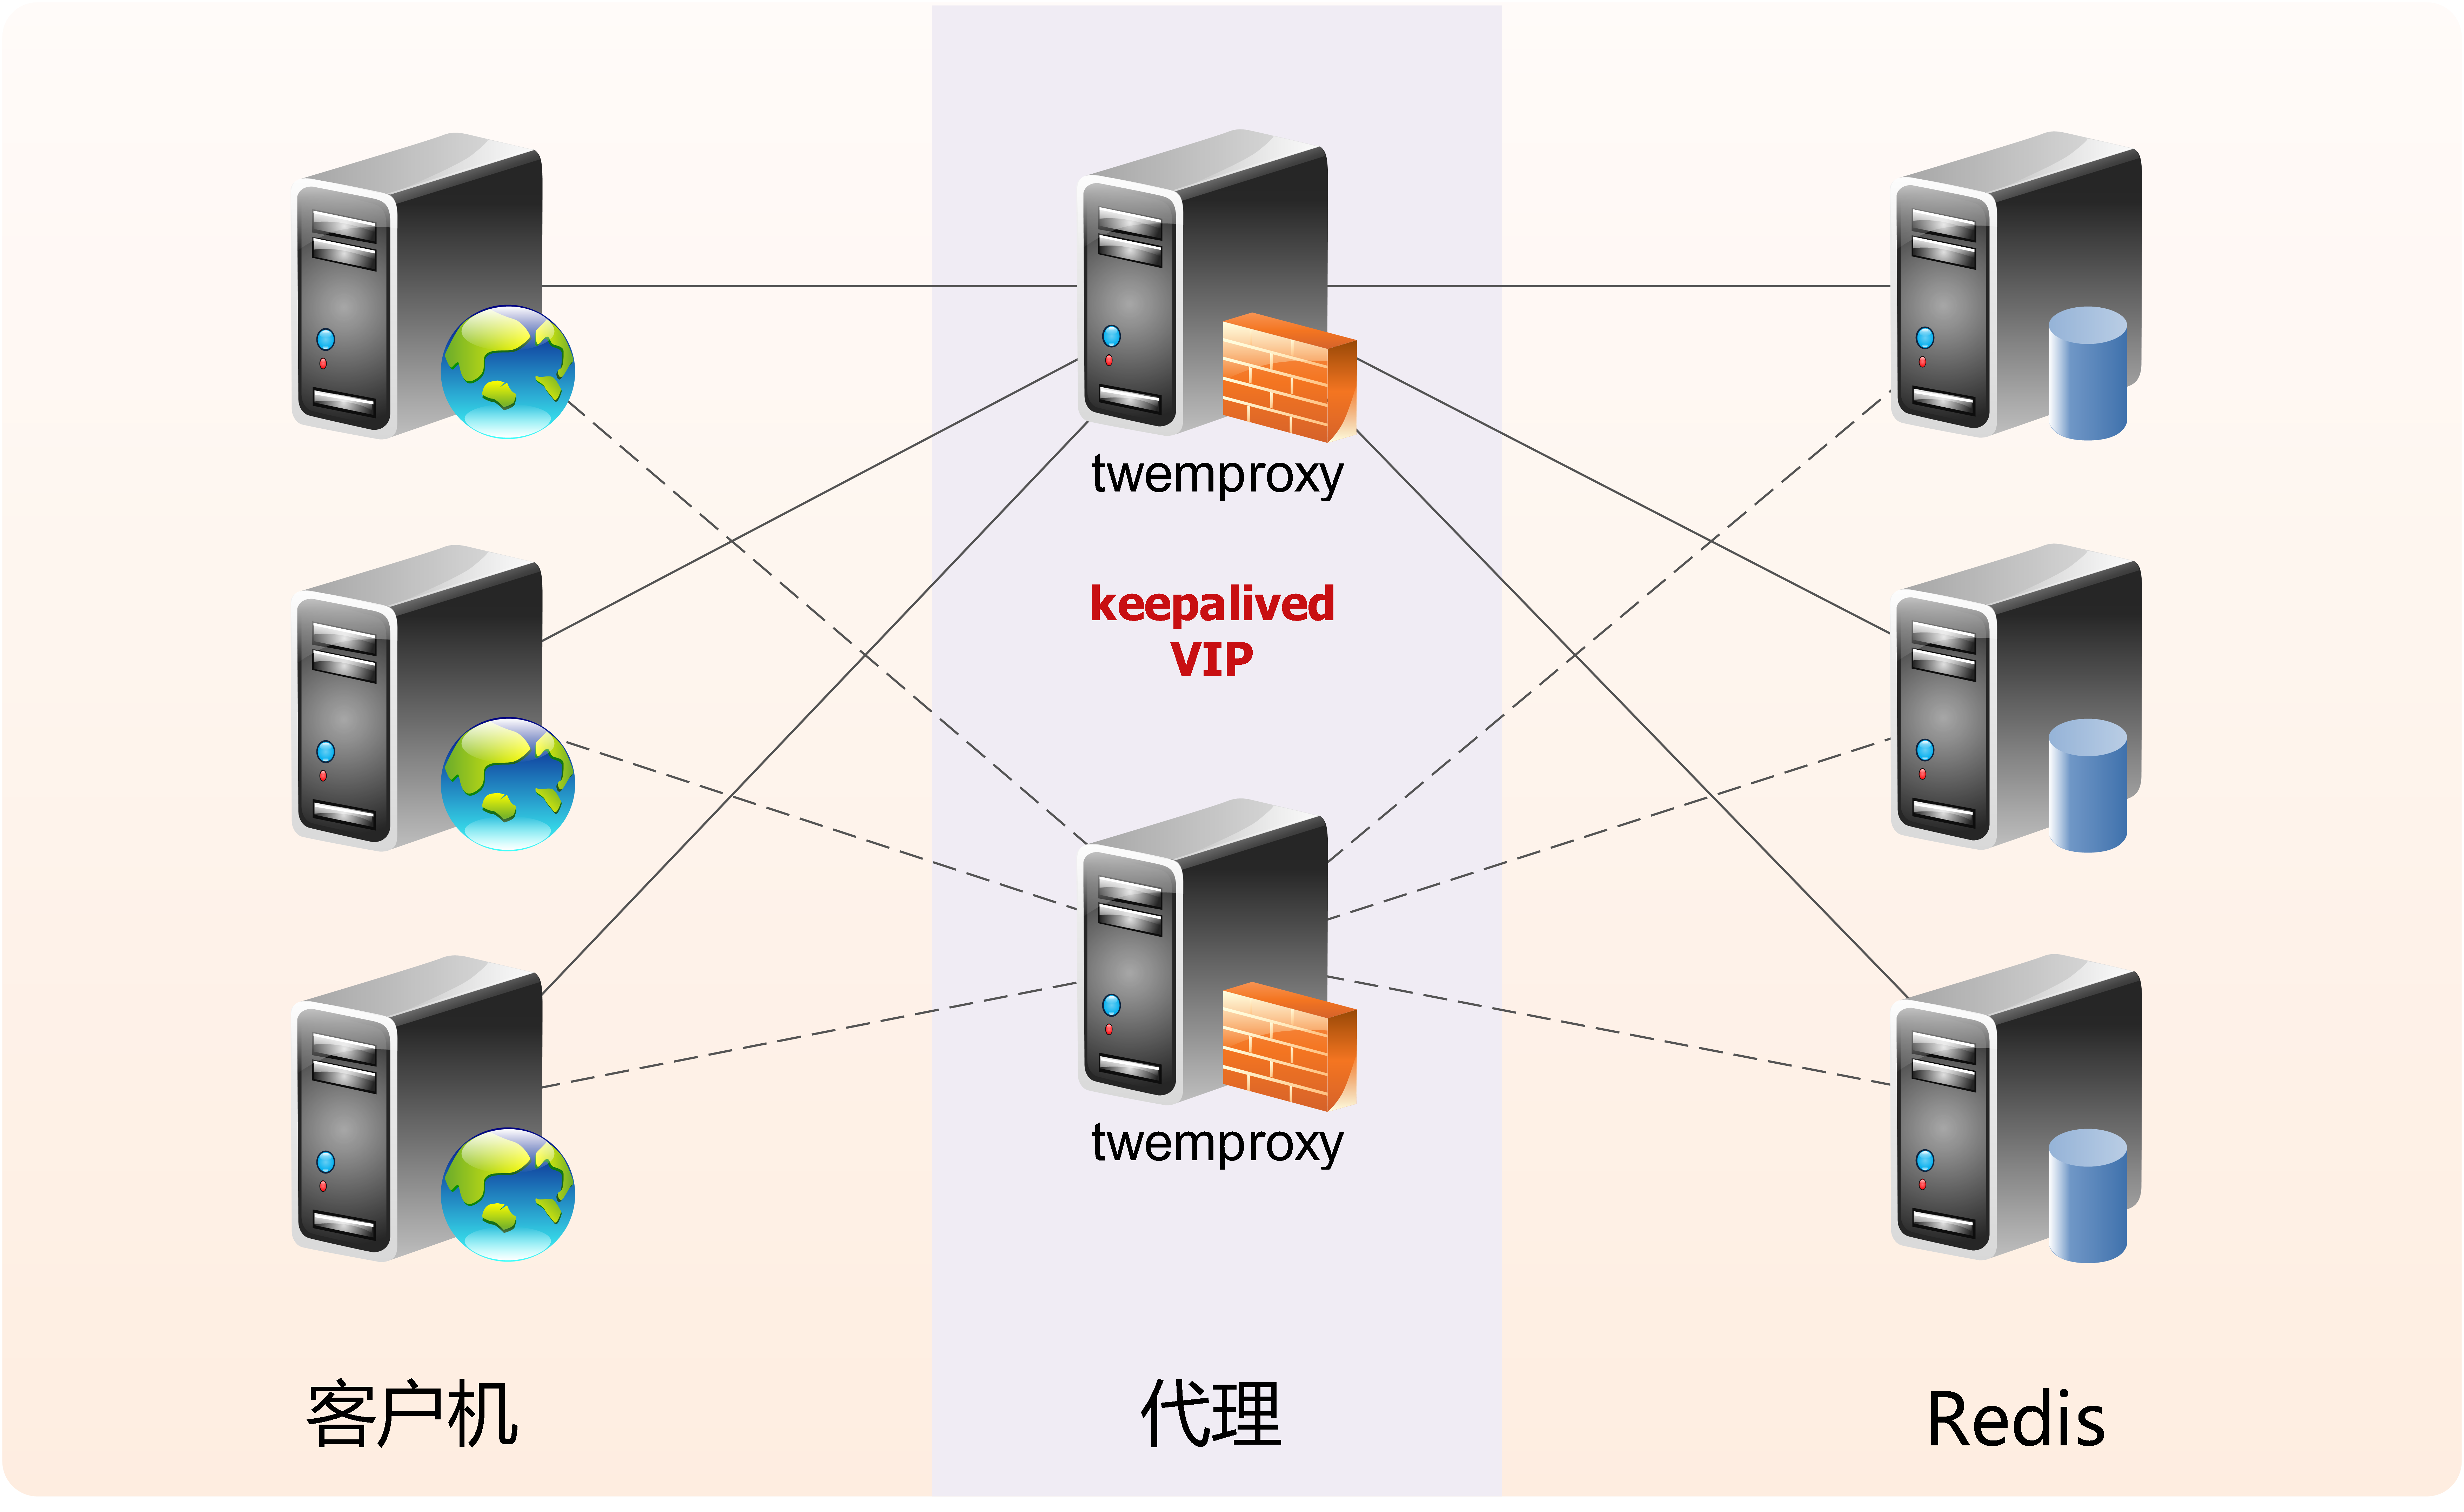 twemproxy
keepalived
VIP
twemproxy
客户机
代理
Redis